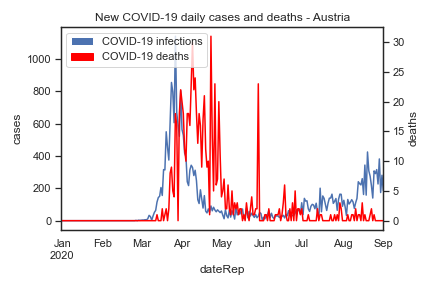 New COVID-19 daily cases and deaths - Austria
COVID-19 infections
COVID-19 deaths
1000
800
600
400
200
0
cases
30
25
20
15
10
5
0
deaths
Jan Feb Mar Apr May Jun Jul Aug Sep
2020
dateRep